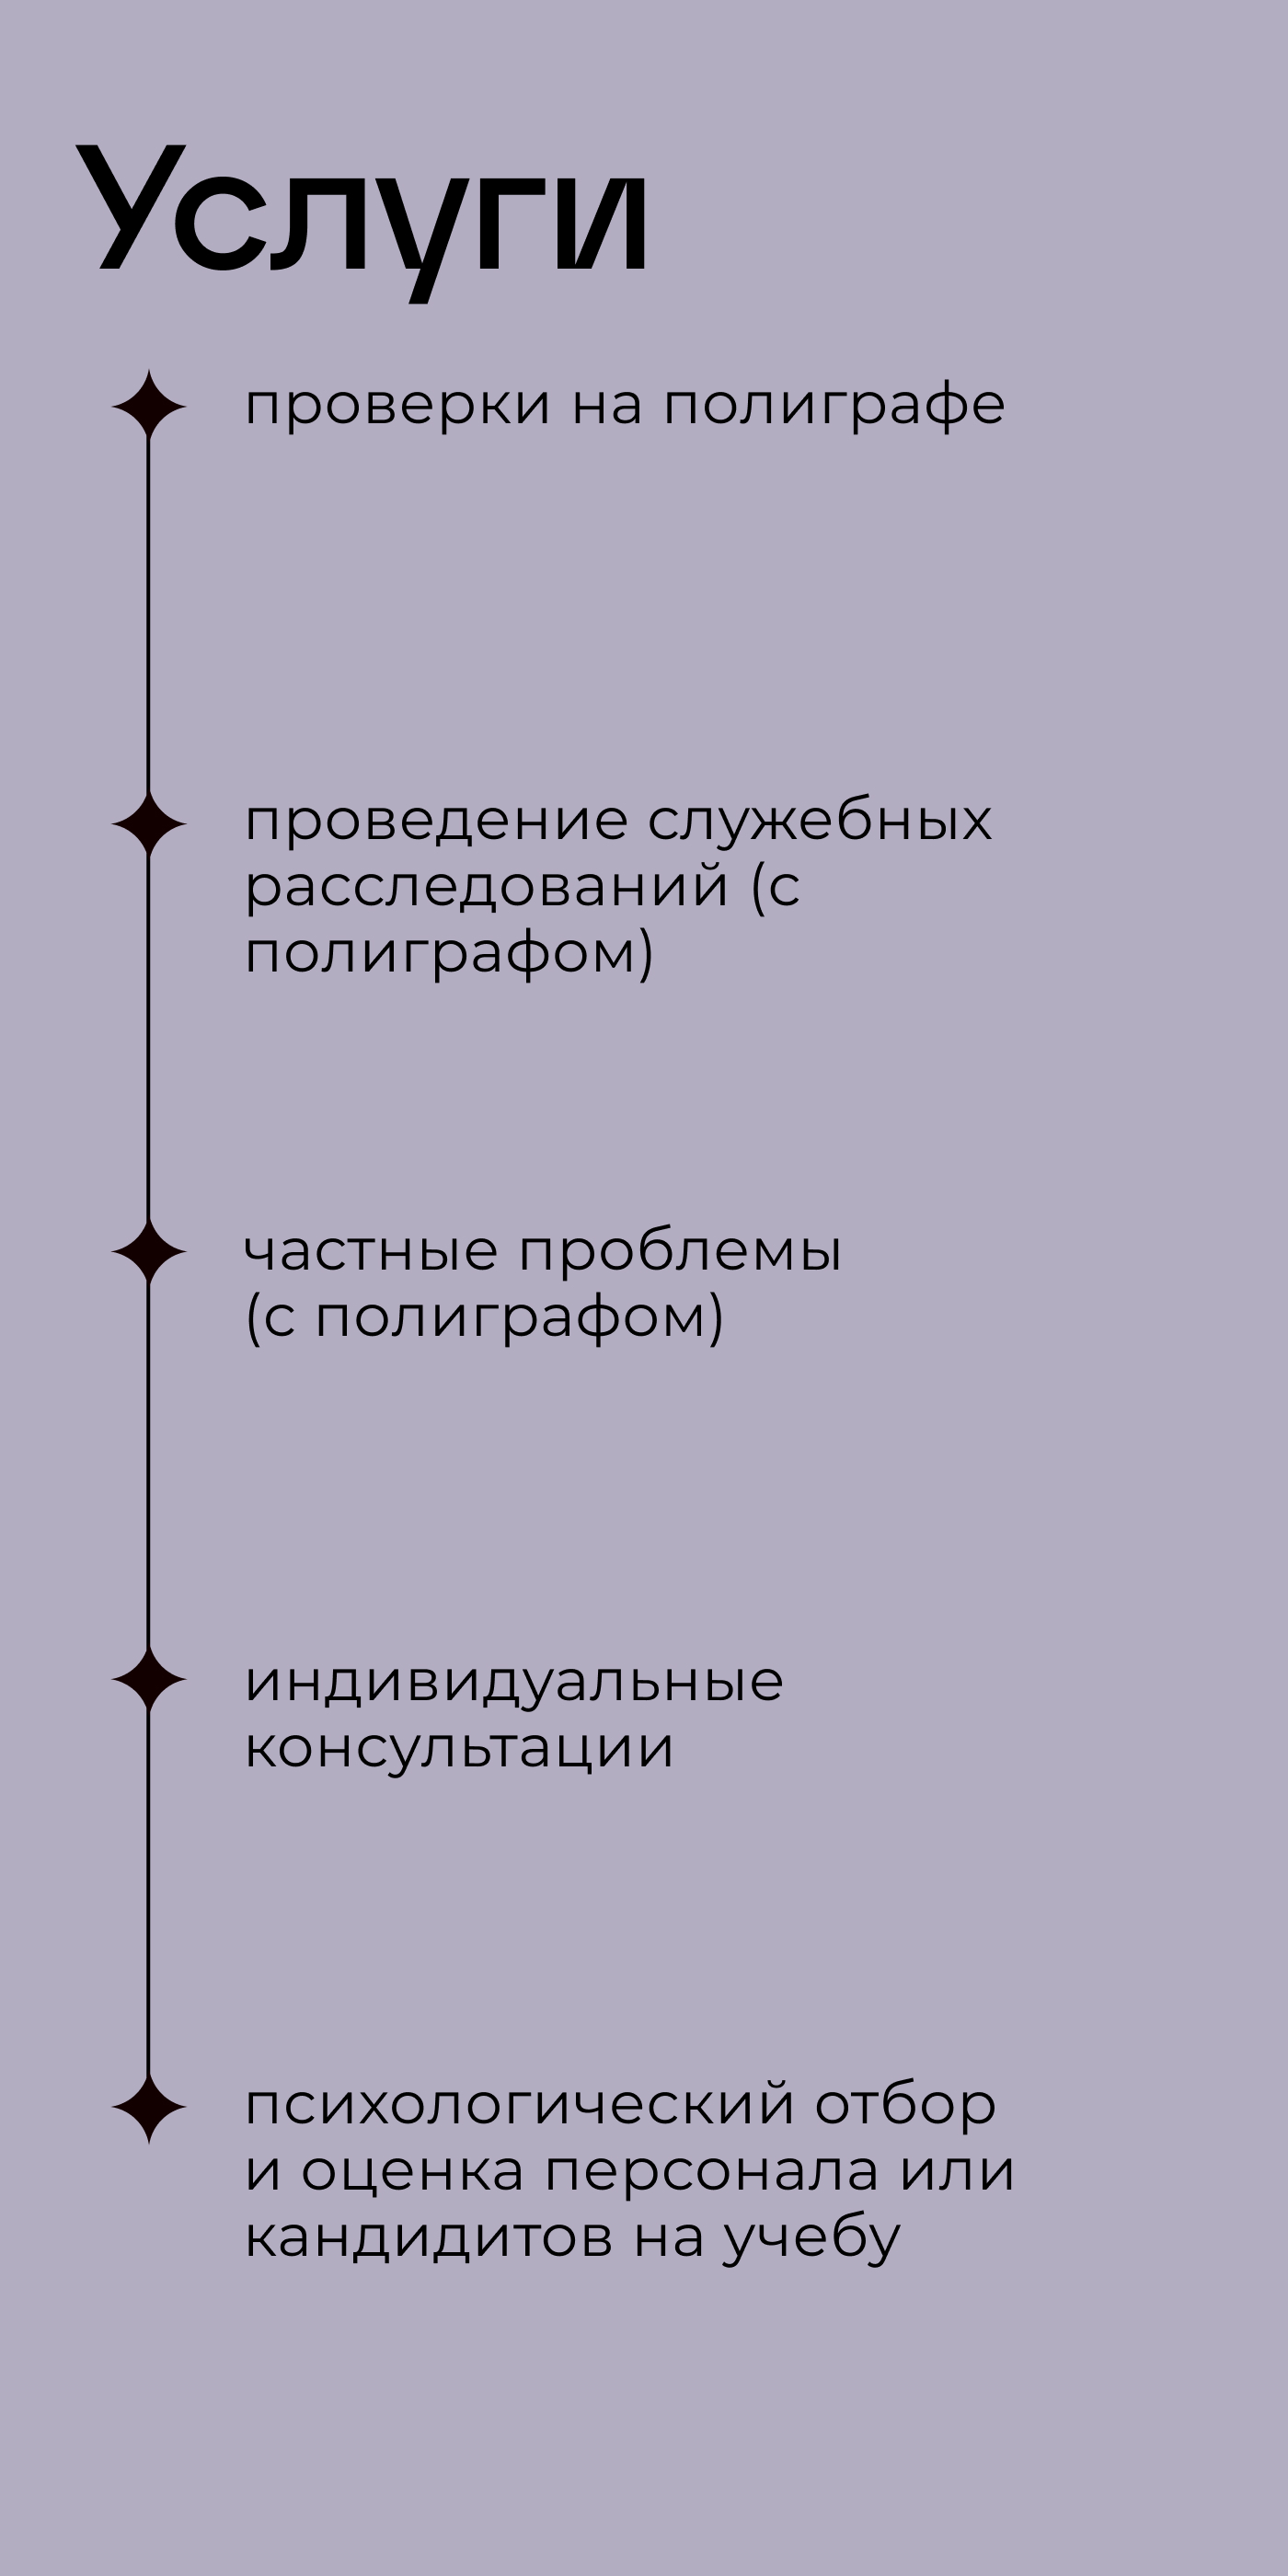 Услуги
проверки на полиграфе
проведение служебных
расследований (с
полиграфом)
частные проблемы
(с полиграфом)
индивидуальные
консультации
психологический отбор
и оценка персонала или
кандидитов на учебу